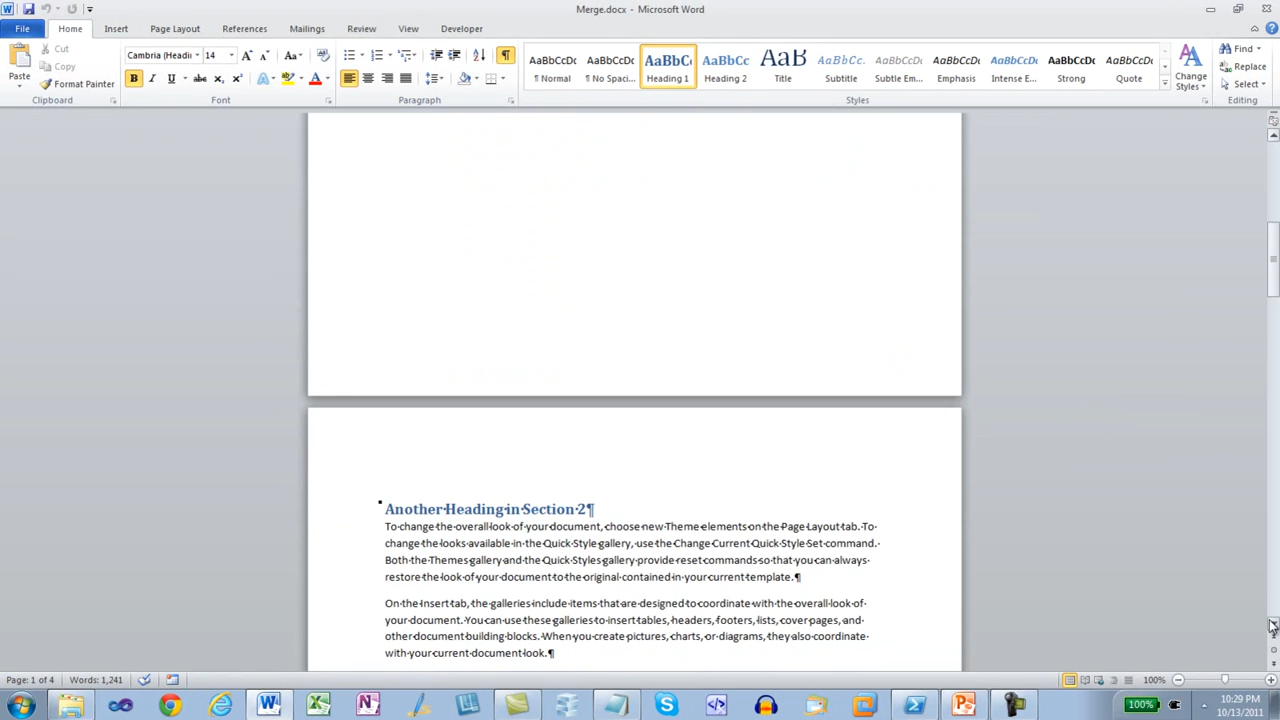 Merge.docx - Microsoft Word
File Home Insert Page Layout References Mailings Review View Developer
Paste
Cut
Copy
Format Painter
Clipboard
Cambria (Headi 14
Font
Paragraph
AaBbCcDc AaBbCcDc AaBbC AaBbCc AaB AaBbCc. AaBbCcDt AaBbCcDt AaBbCcDt AaBbCcDc AaBbCcDt
¶ Normal ¶ No Spaci... Heading 1 Heading 2 Title Subtitle Subtle Em... Emphasis Intense E... Strong Quote
Styles
Change
Styles
Find
Replace
Select
Editing
Another·Heading·in·Section·2¶
To·change·the·overall·look·of·your·document,·choose·new·Theme·elements·on·the·Page·Layout·tab.·To·
change·the·looks·available·in·the·Quick·Style·gallery,·use·the·Change·Current·Quick·Style·Set·command.·
Both·the·Themes·gallery·and·the·Quick·Styles·gallery·provide·reset·commands·so·that·you·can·always·
restore·the·look·of·your·document·to·the·original·contained·in·your·current·template.¶
On·the·Insert·tab,·the·galleries·include·items·that·are·designed·to·coordinate·with·the·overall·look·of·
your·document.·You·can·use·these·galleries·to·insert·tables,·headers,·footers,·lists,·cover·pages,·and·
other·document·building·blocks.·When·you·create·pictures,·charts,·or·diagrams,·they·also·coordinate·
with·your·current·document·look.¶
Page: 1 of 4 Words: 1,241 100%
100% 10:29 PM
10/13/2011